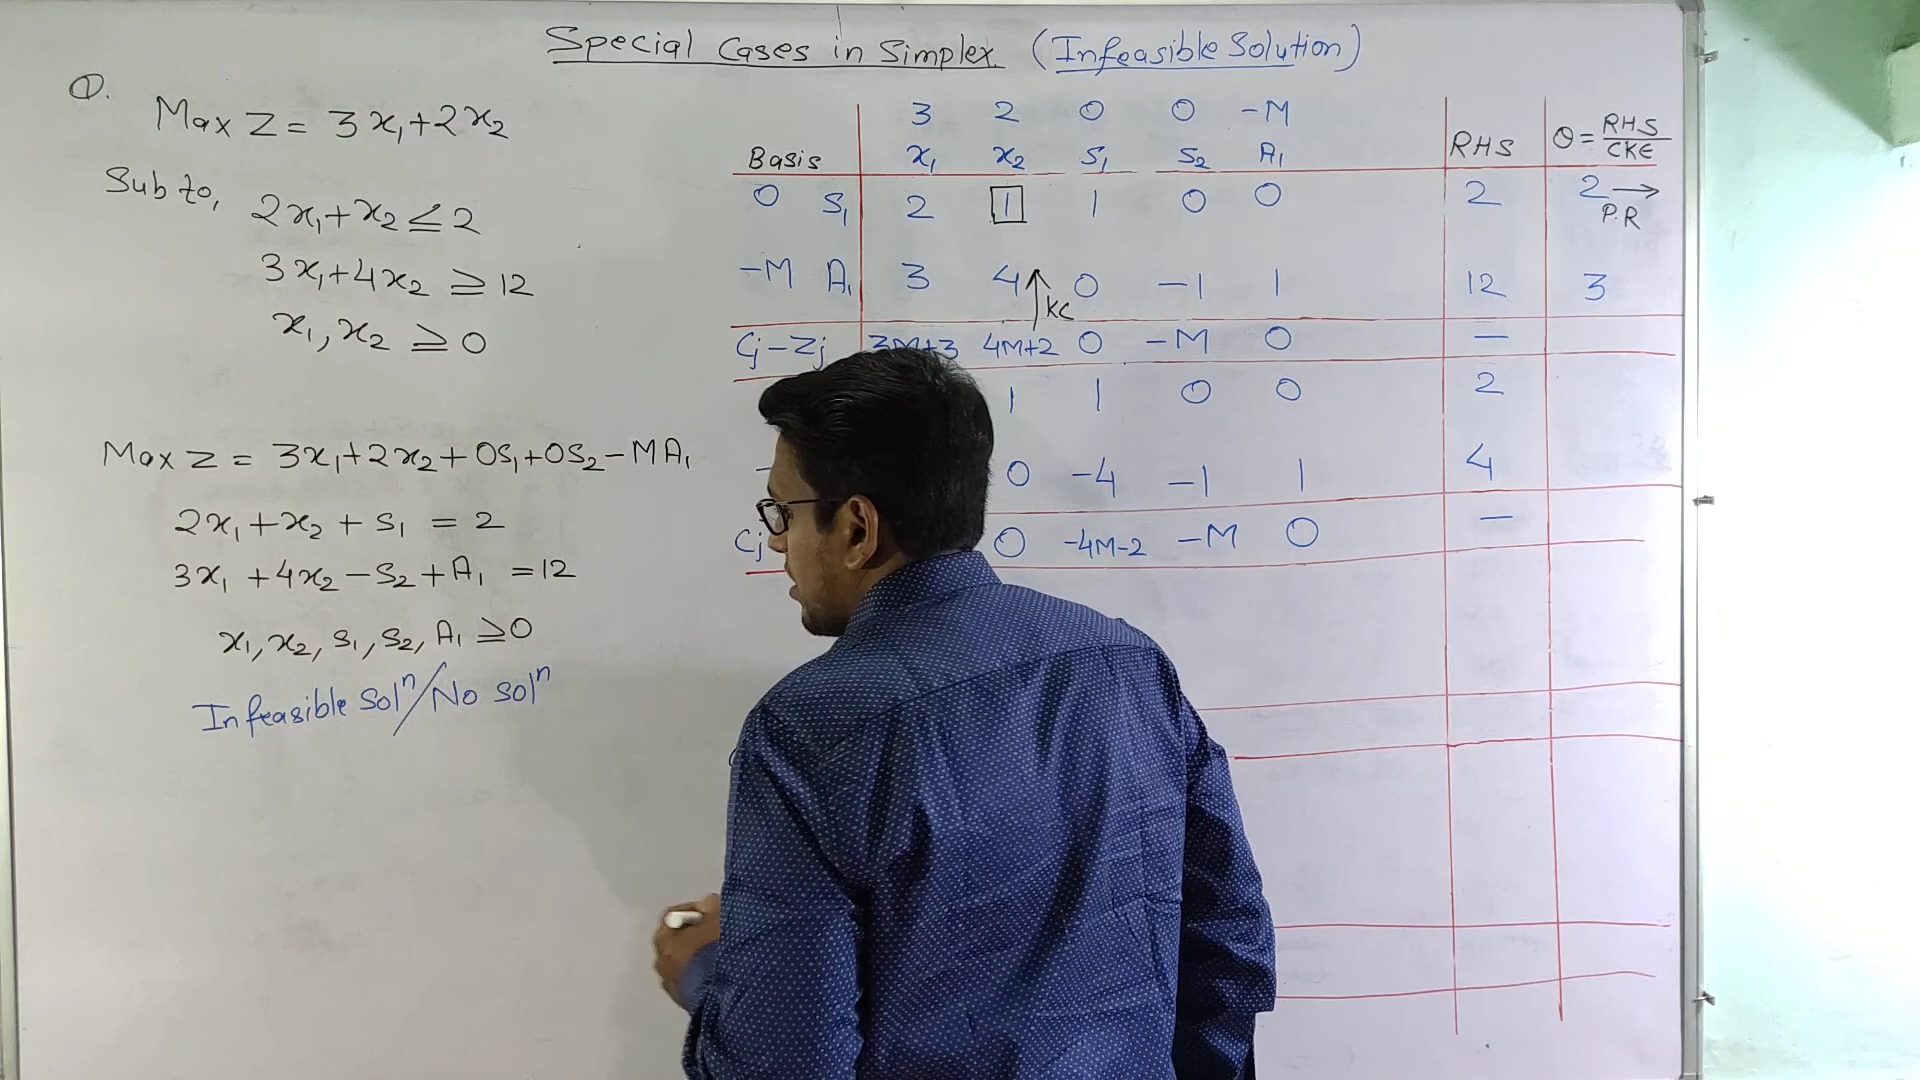 Special Cases in Simplex (Infeasible Solution)
Q.
Max Z = 3x₁+2x₂
Sub to,
2x₁+x₂ ≤ 2
3x₁+4x₂ ≥ 12
x₁, x₂ ≥ 0
Max Z = 3x₁+2x₂+0S₁+0S₂-MA₁
2x₁+x₂+S₁ = 2
3x₁+4x₂-S₂+A₁ = 12
x₁, x₂, S₁, S₂, A₁ ≥ 0
Infeasible solⁿ/No solⁿ
3 2 0 0 -M
Basis x₁ x₂ S₁ S₂ A₁ RHS θ = RHS/CKE
0 S₁ 2 1 1 0 0 2 2 →
P.R
-M A₁ 3 4 0 -1 1 12 3
KC
Cj-Zj 3M+3 4M+2 0 -M 0 —
1 1 0 0 2
0 -4 -1 1 4
Cj 0 -4M-2 -M 0 —